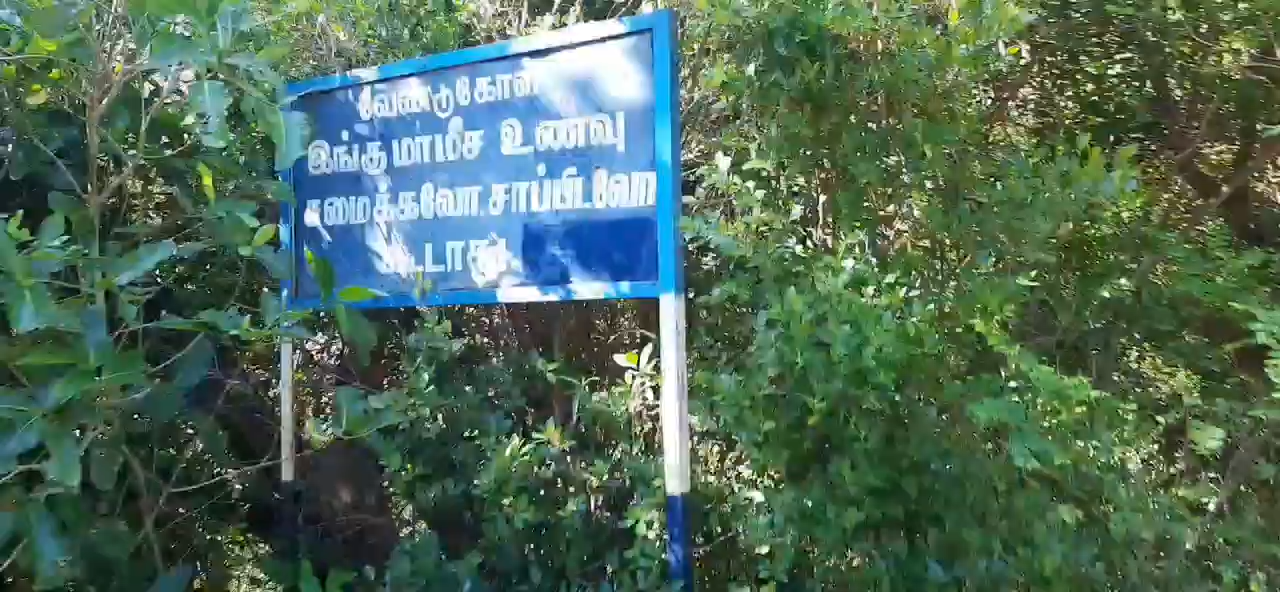 வேண்டுகோள்
இங்கு மாமீச உணவு
சமைக்கவோ.சாப்பிடவோ
கூடாது.